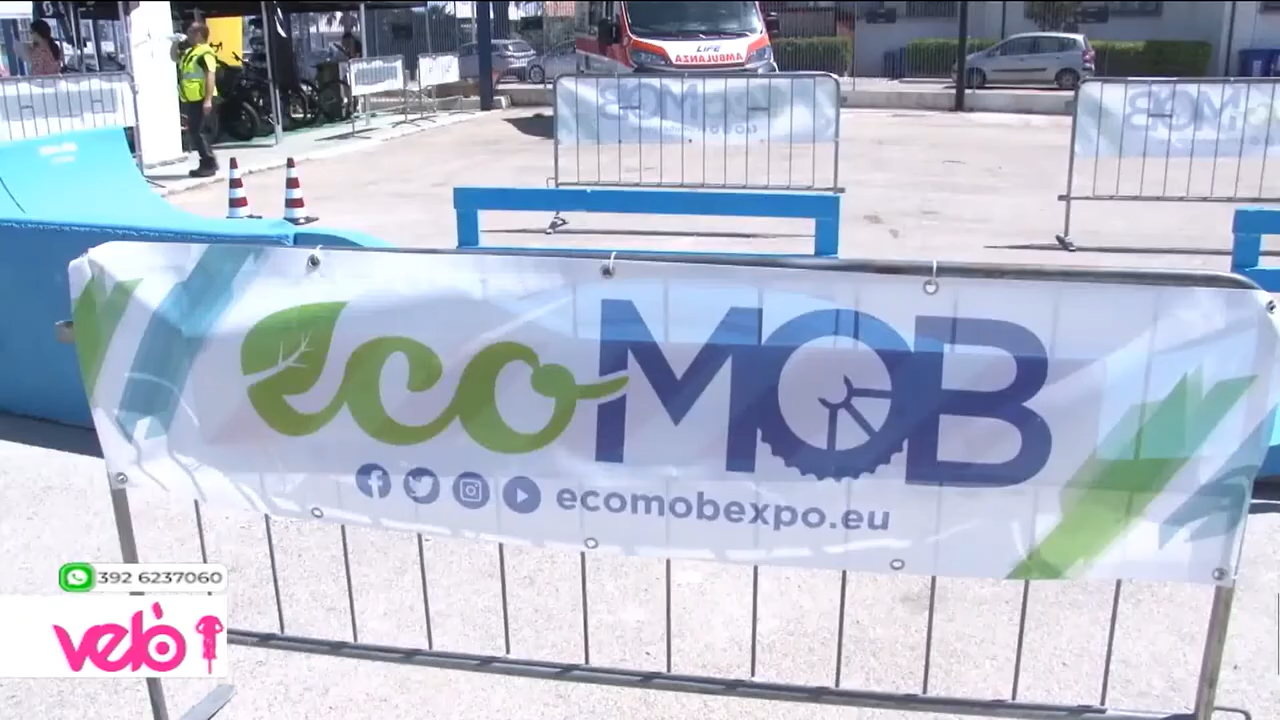 LIFE
AMBULANZA
ecoMOB
ecomobexpo.eu
392 6237060
velò